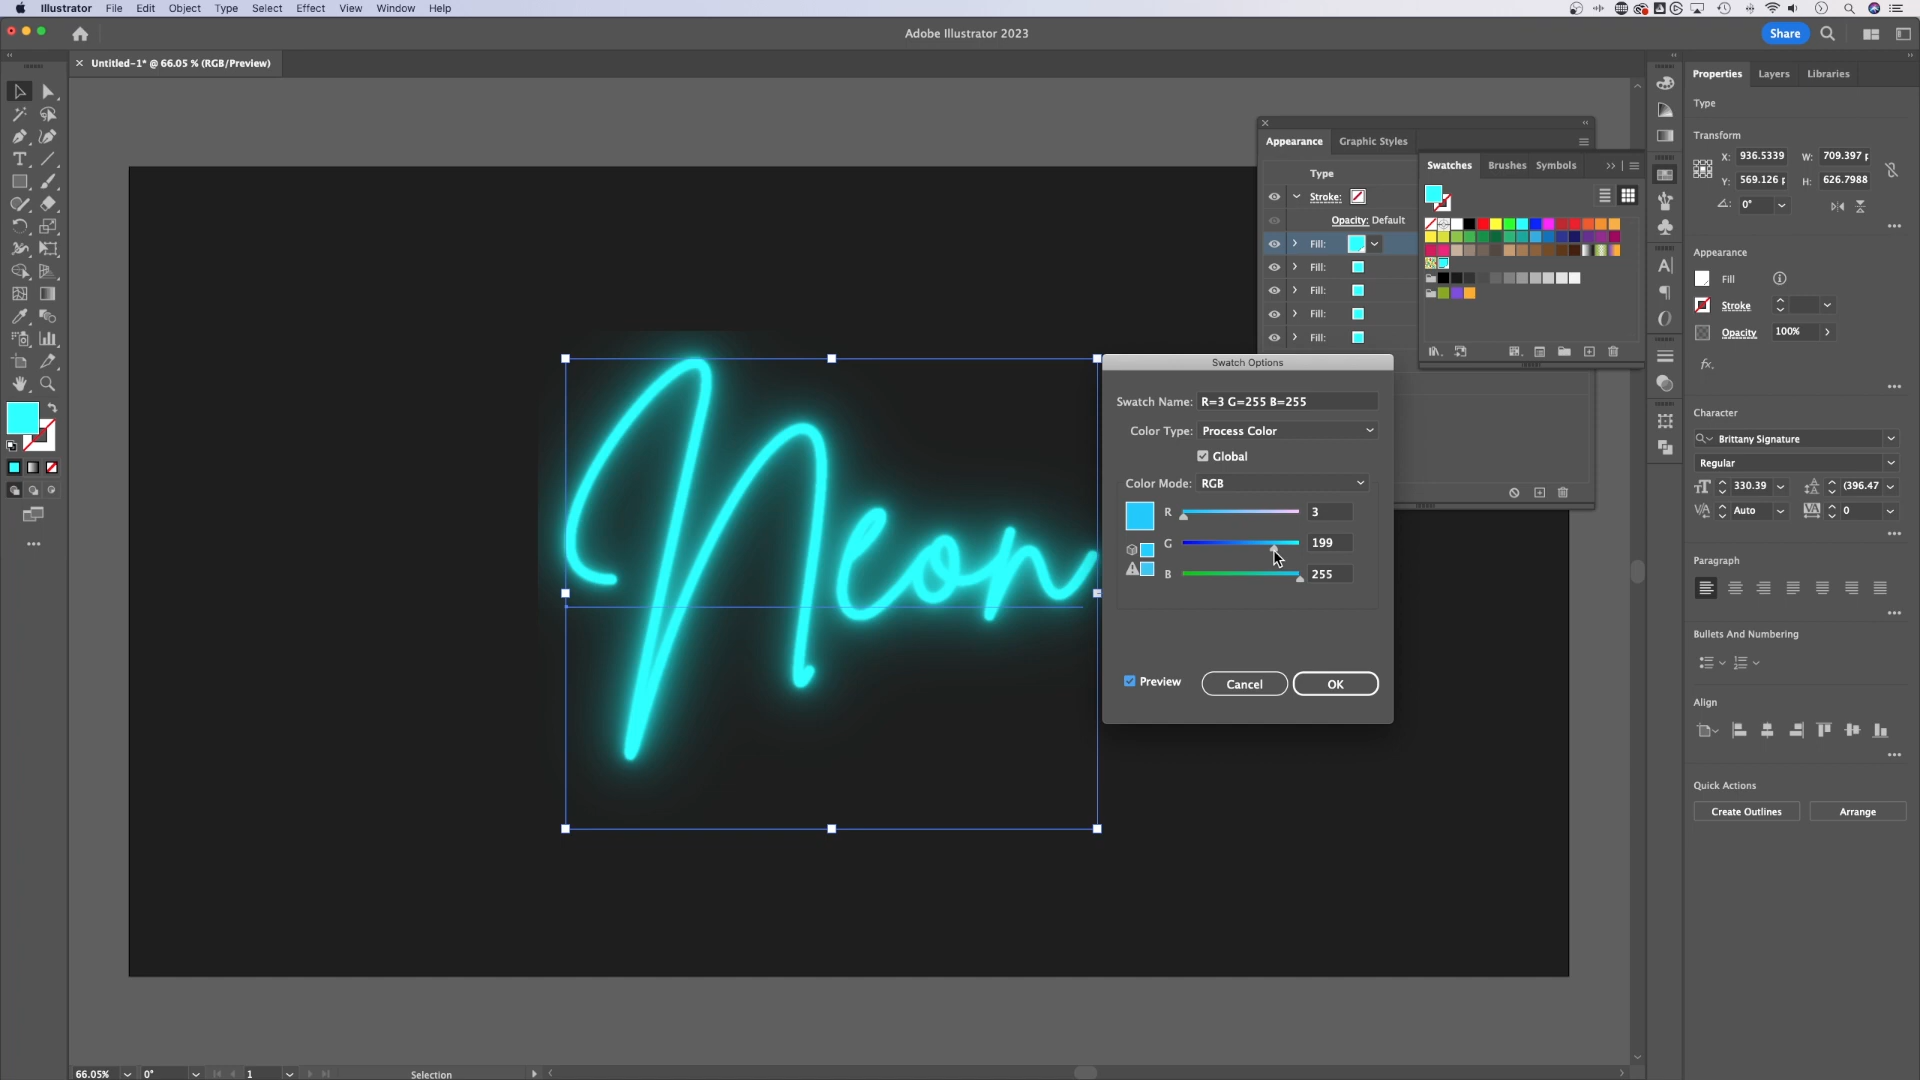 Illustrator File Edit Object Type Select Effect View Window Help
Adobe Illustrator 2023
Share
Untitled-1* @ 66.05 % (RGB/Preview)
Properties Layers Libraries
Type
Transform
X: 936.5339 W: 709.397 p
Y: 569.126 p H: 626.7988
0°
Appearance
Fill
Stroke
Opacity 100%
fx.
Character
Brittany Signature
Regular
330.39 (396.47
Auto 0
Paragraph
Bullets And Numbering
Align
Quick Actions
Create Outlines Arrange
Appearance Graphic Styles
Type
Stroke:
Opacity: Default
Fill:
Fill:
Fill:
Fill:
Fill:
Swatches Brushes Symbols
Swatch Options
Swatch Name: R=3 G=255 B=255
Color Type: Process Color
Global
Color Mode: RGB
R 3
G 199
B 255
Preview Cancel OK
Neon
66.05% 0° 1 Selection